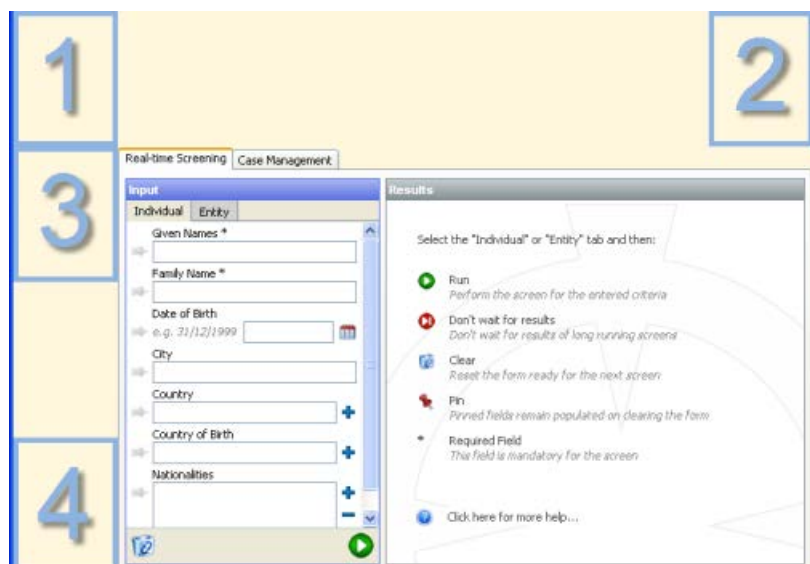 1
2
3
4
Real-time Screening Case Management
Input
Individual Entity
Given Names *
Family Name *
Date of Birth
e.g. 31/12/1999
City
Country
Country of Birth
Nationalities
Results
Select the "Individual" or "Entity" tab and then:
Run
Perform the screen for the entered criteria
Don't wait for results
Don't wait for results of long running screens
Clear
Reset the form ready for the next screen
Pin
Pinned fields remain populated on clearing the form
* Required Field
This field is mandatory for the screen
Click here for more help...